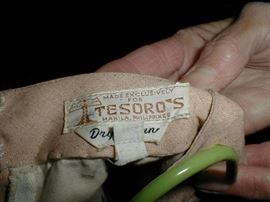 MADE EXCLUSIVELY
FOR
TESORO'S
MANILA, PHILIPPINES